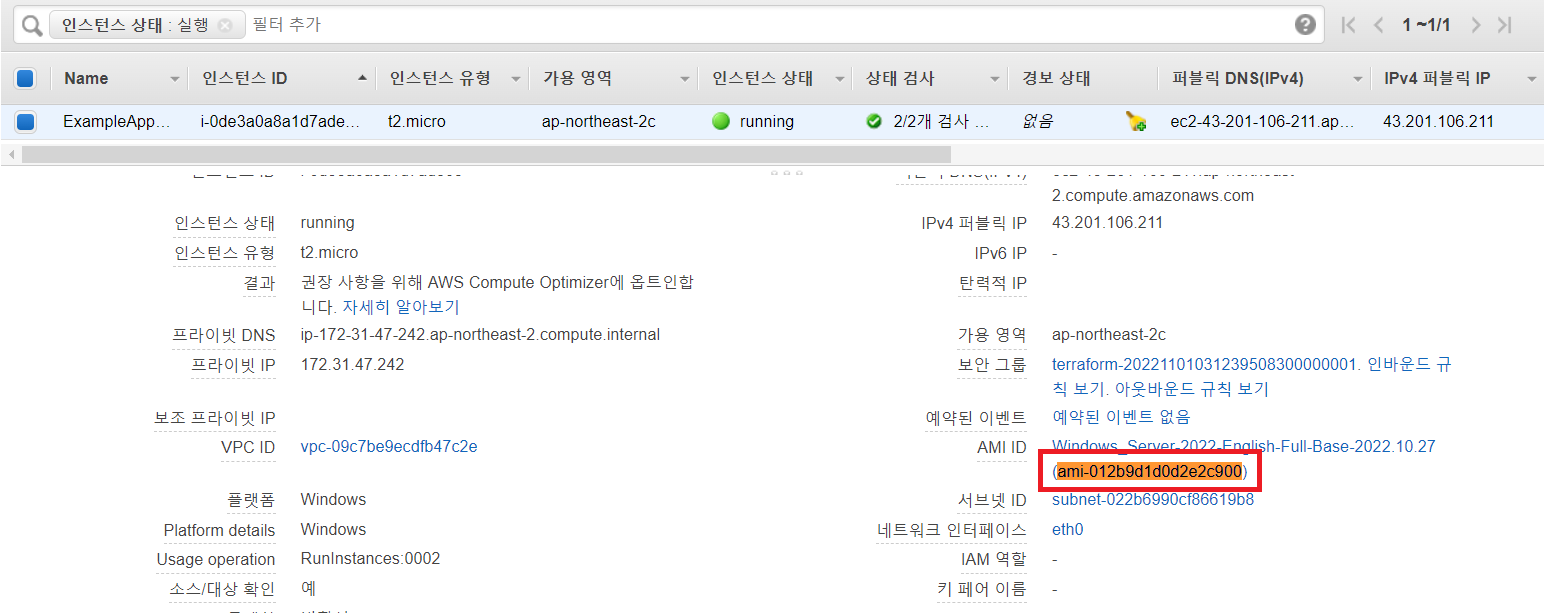 인스턴스 상태 : 실행 필터 추가 1 ~1/1
Name 인스턴스 ID 인스턴스 유형 가용 영역 인스턴스 상태 상태 검사 경보 상태 퍼블릭 DNS(IPv4) IPv4 퍼블릭 IP
ExampleApp... i-0de3a0a8a1d7ade... t2.micro ap-northeast-2c running 2/2개 검사 ... 없음 ec2-43-201-106-211.ap... 43.201.106.211
2.compute.amazonaws.com
인스턴스 상태 running IPv4 퍼블릭 IP 43.201.106.211
인스턴스 유형 t2.micro IPv6 IP -
결과 권장 사항을 위해 AWS Compute Optimizer에 옵트인합 탄력적 IP
니다. 자세히 알아보기
프라이빗 DNS ip-172-31-47-242.ap-northeast-2.compute.internal 가용 영역 ap-northeast-2c
프라이빗 IP 172.31.47.242 보안 그룹 terraform-20221101031239508300000001. 인바운드 규
칙 보기. 아웃바운드 규칙 보기
보조 프라이빗 IP 예약된 이벤트 예약된 이벤트 없음
VPC ID vpc-09c7be9ecdfb47c2e AMI ID Windows_Server-2022-English-Full-Base-2022.10.27
(ami-012b9d1d0d2e2c900)
플랫폼 Windows 서브넷 ID subnet-022b6990cf86619b8
Platform details Windows 네트워크 인터페이스 eth0
Usage operation RunInstances:0002 IAM 역할 -
소스/대상 확인 예 키 페어 이름 -